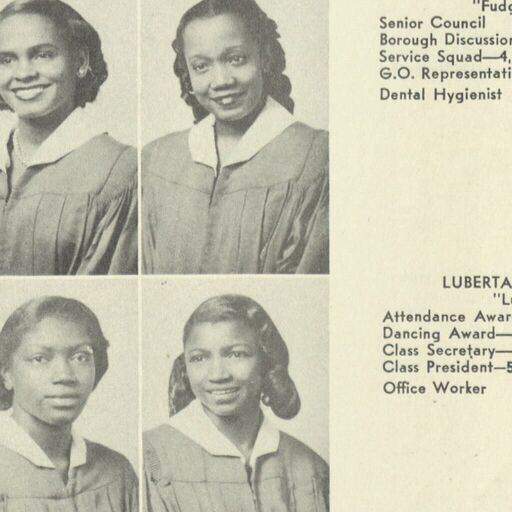 "Fudg
Senior Council
Borough Discussion
Service Squad—4,
G.O. Representati
Dental Hygienist
LUBERTA
"Lu
Attendance Awar
Dancing Award—
Class Secretary—
Class President—5
Office Worker